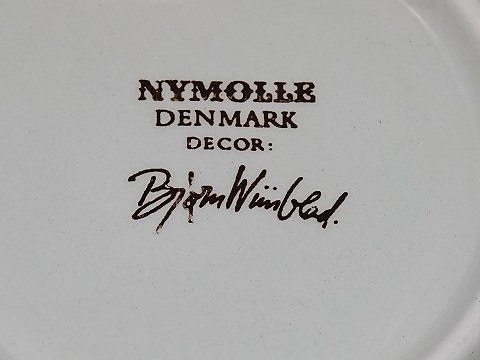 NYMOLLE
DENMARK
DECOR:
Bjørn Wiinblad.